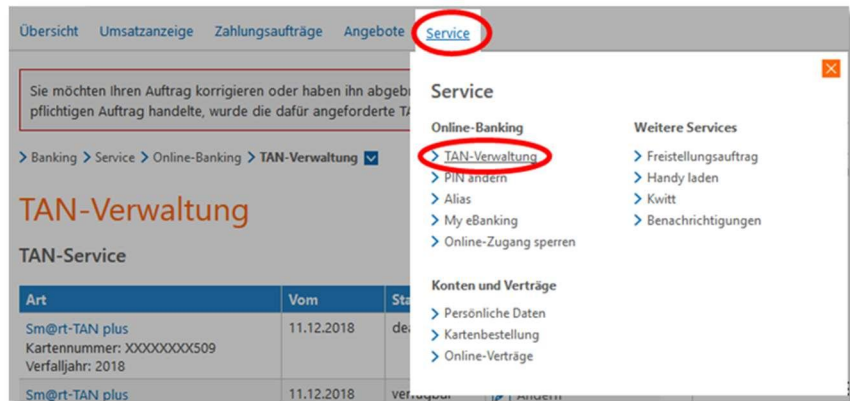 Übersicht Umsatzanzeige Zahlungsaufträge Angebote Service
Sie möchten Ihren Auftrag korrigieren oder haben ihn
pflichtigen Auftrag handelte, wurde die dafür angeforderte
Banking Service Online-Banking TAN-Verwaltung
TAN-Verwaltung
TAN-Service
Art Vom
Sm@rt-TAN plus 11.12.2018
Kartennummer: XXXXXXXX509
Verfalljahr: 2018
Sm@rt-TAN plus 11.12.2018 verfügbar Ändern
Service
Online-Banking
TAN-Verwaltung
PIN ändern
Alias
My eBanking
Online-Zugang sperren
Weitere Services
Freistellungsauftrag
Handy laden
Kwitt
Benachrichtigungen
Konten und Verträge
Persönliche Daten
Kartenbestellung
Online-Verträge